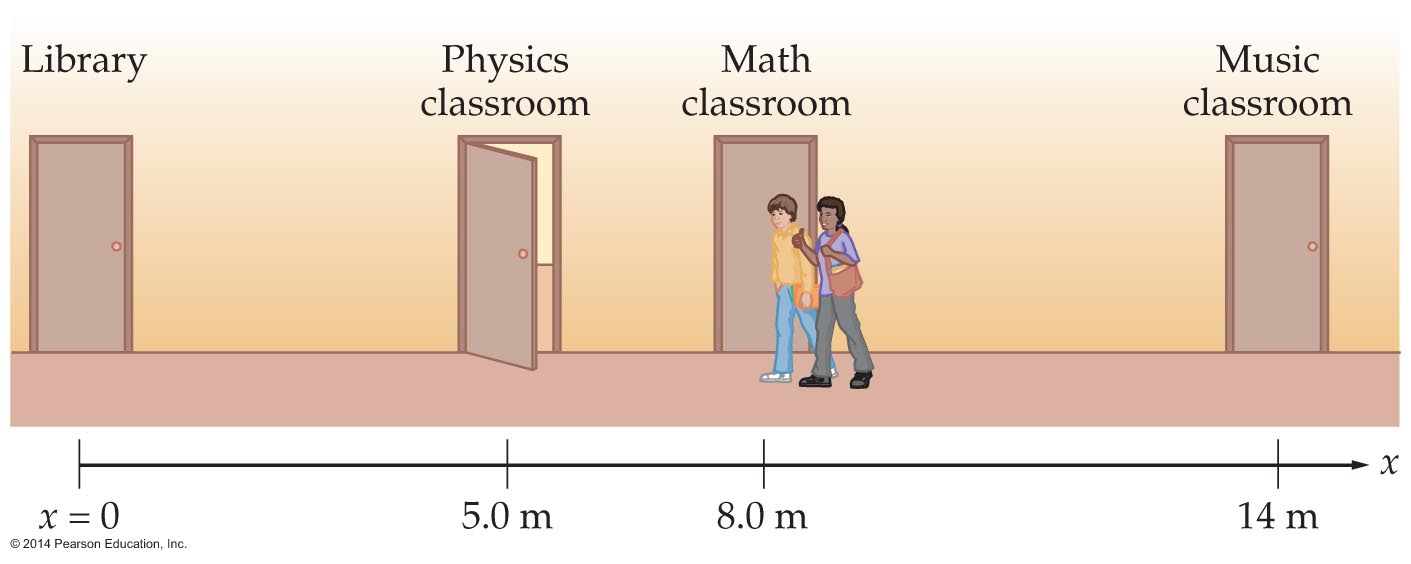 Library
Physics
classroom
Math
classroom
Music
classroom
x
x = 0
5.0 m
8.0 m
14 m
© 2014 Pearson Education, Inc.